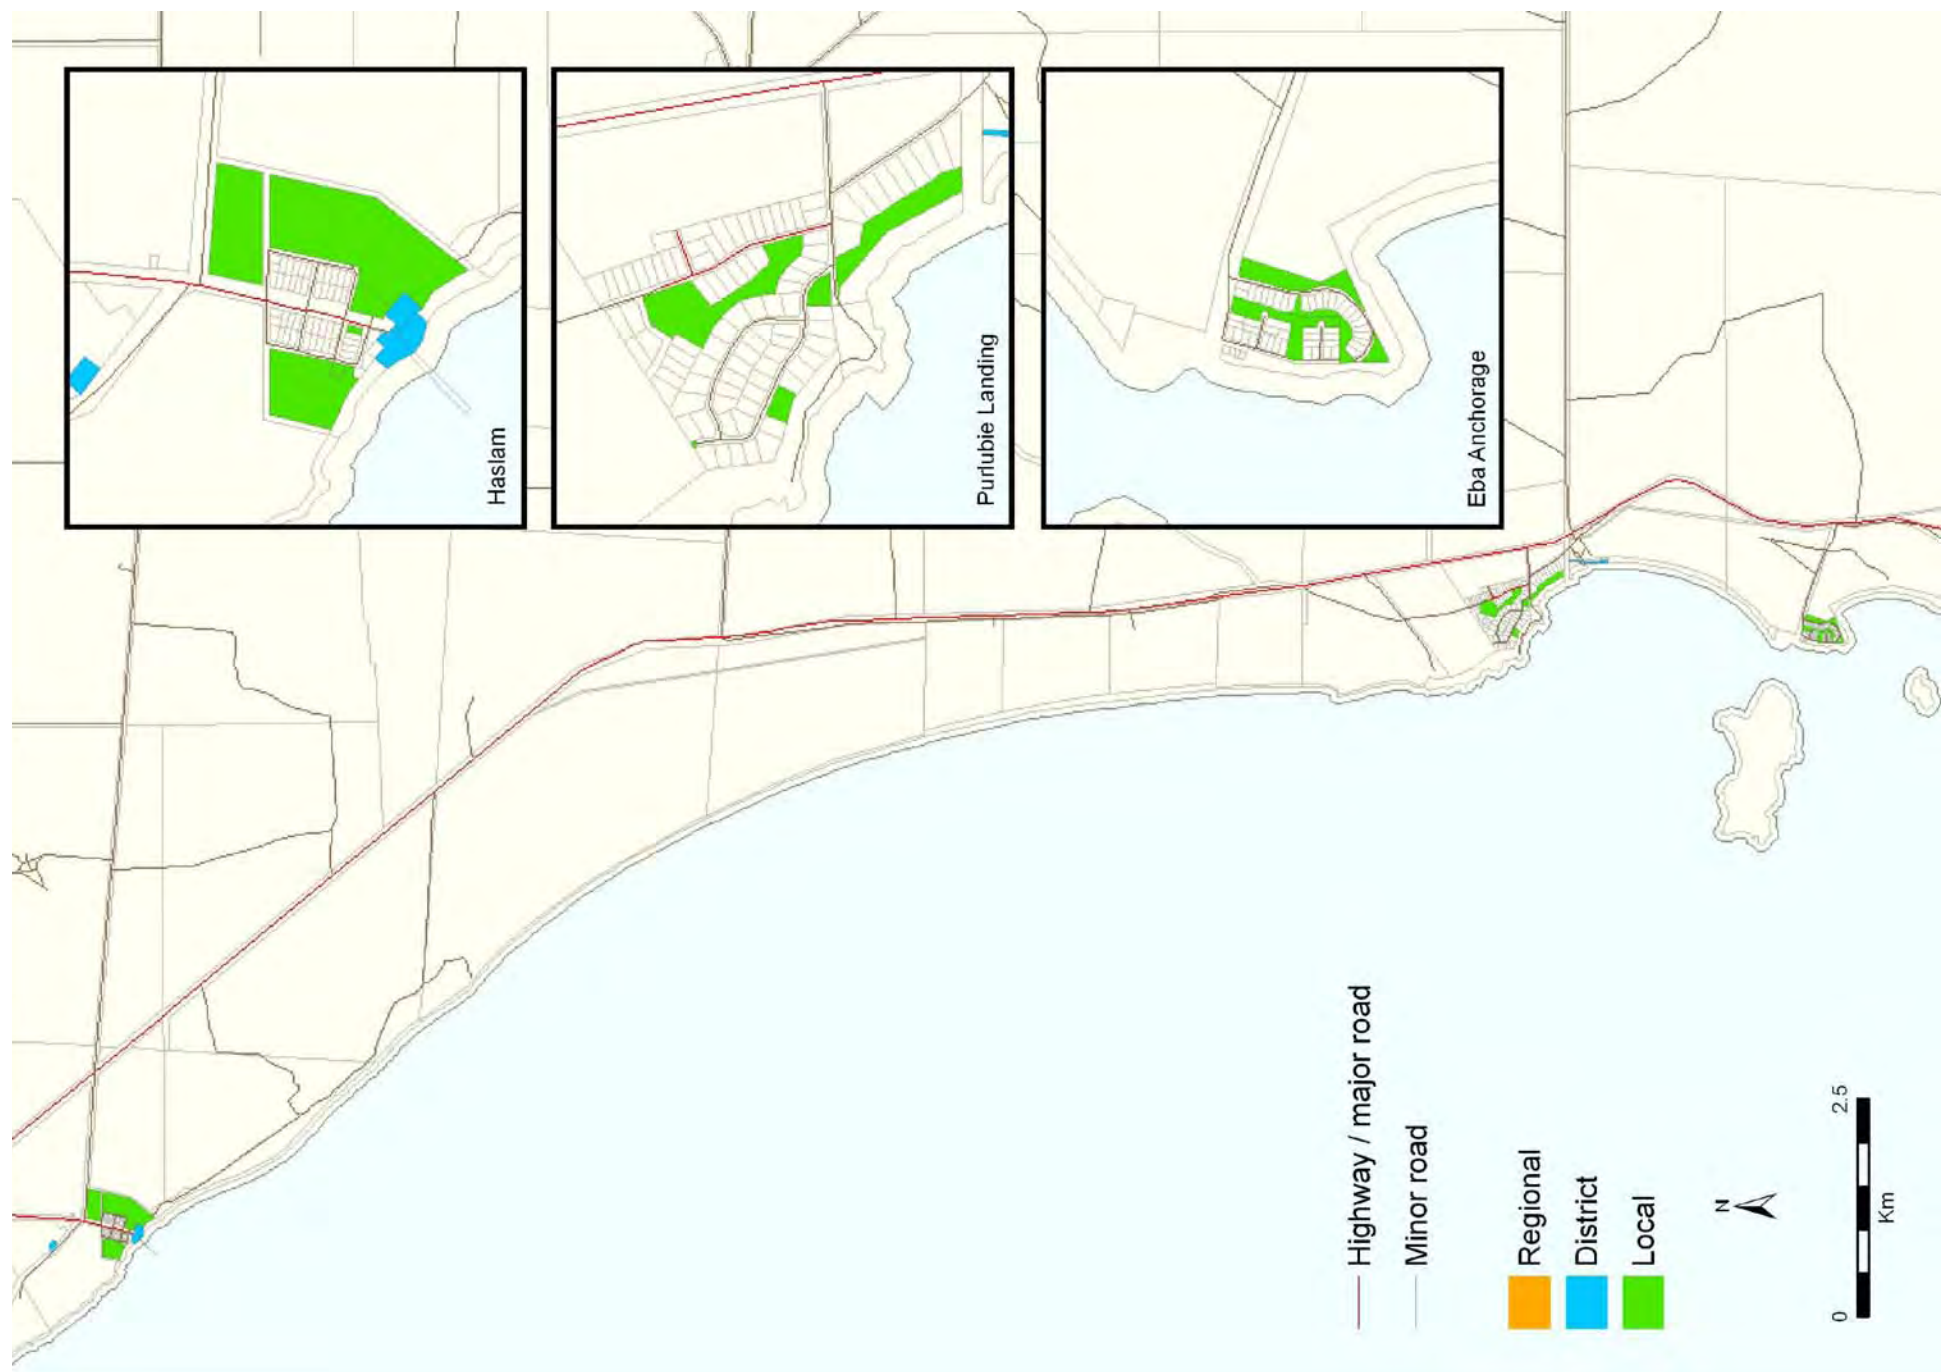 Haslam
Purlubie Landing
Eba Anchorage
Highway / major road
Minor road
Regional
District
Local
N
0
2.5
Km